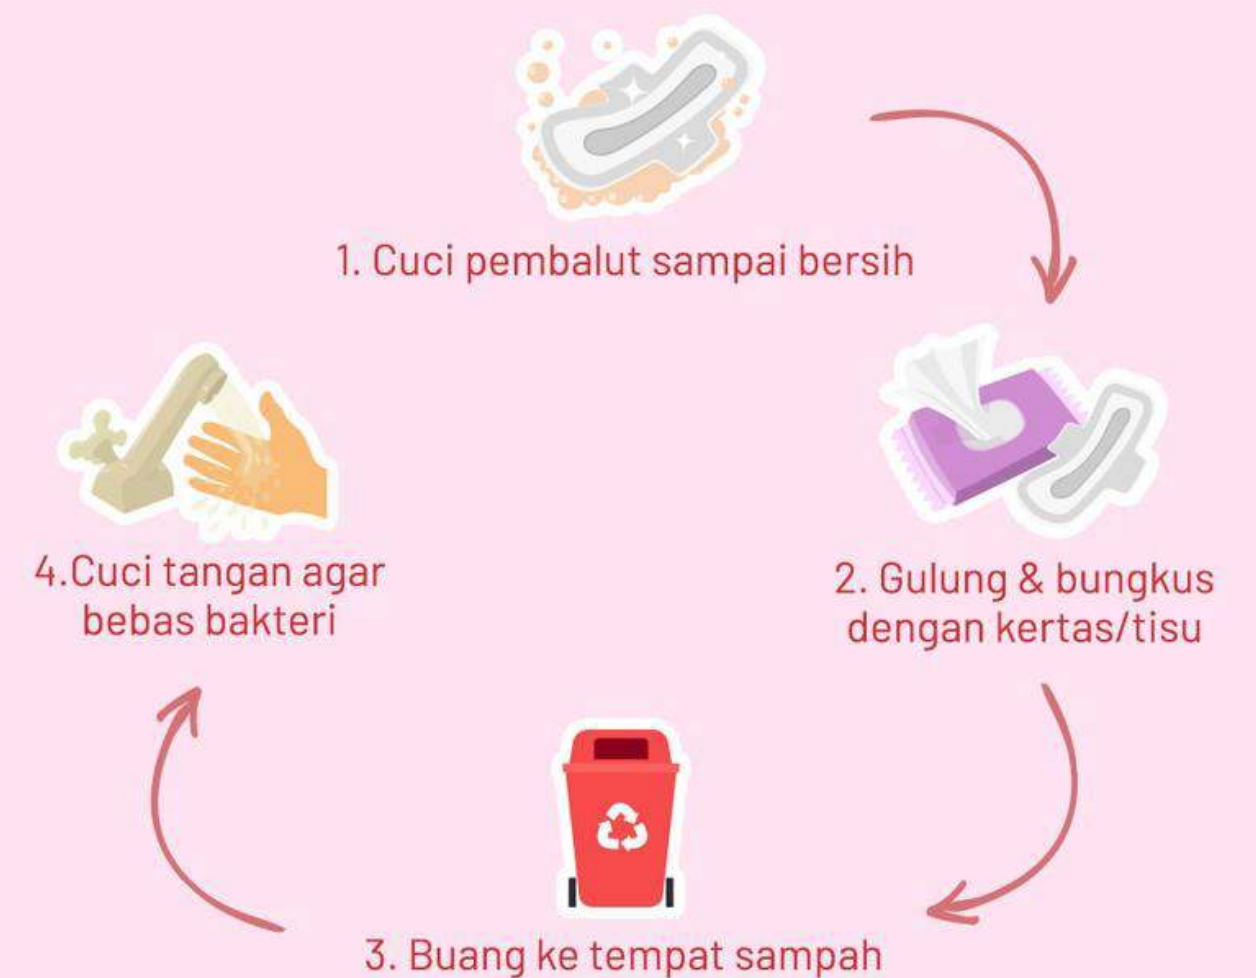 1. Cuci pembalut sampai bersih
2. Gulung & bungkus
dengan kertas/tisu
3. Buang ke tempat sampah
4.Cuci tangan agar
bebas bakteri